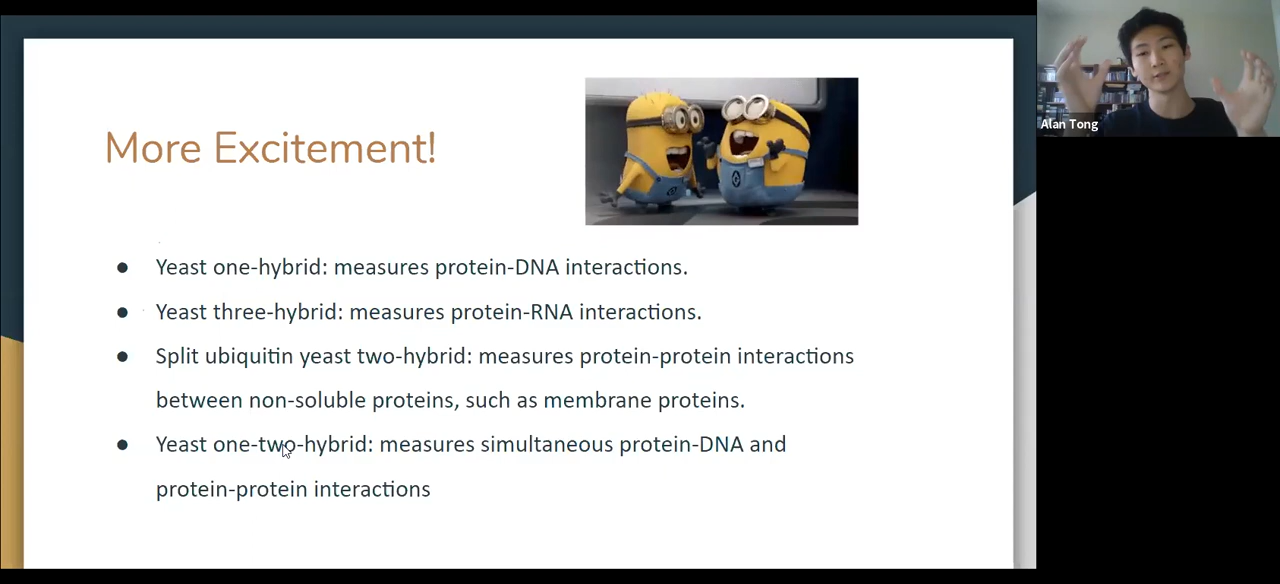 More Excitement!
● Yeast one-hybrid: measures protein-DNA interactions.
● Yeast three-hybrid: measures protein-RNA interactions.
● Split ubiquitin yeast two-hybrid: measures protein-protein interactions
between non-soluble proteins, such as membrane proteins.
● Yeast one-two-hybrid: measures simultaneous protein-DNA and
protein-protein interactions
Alan Tong